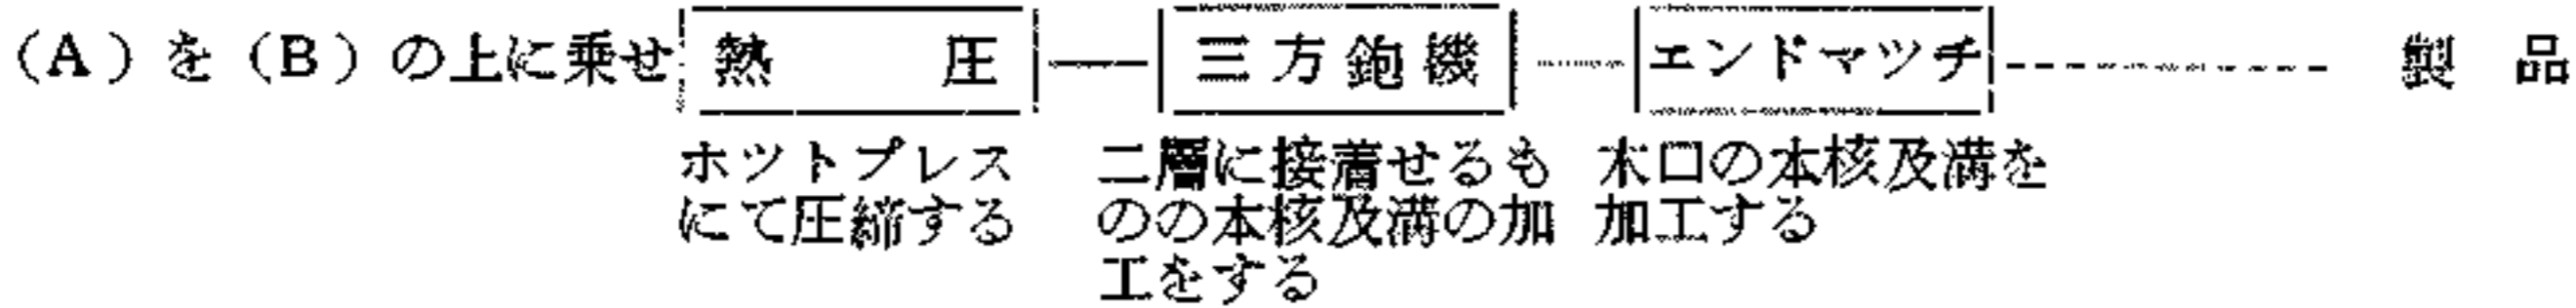 （A）を（B）の上に乗せ 熱 圧 三方鉋機 エンドマツチ 製 品
ホツトプレス 二層に接着せるも 木口の本核及溝を
にて圧締する のの本核及溝の加 加工する
工をする